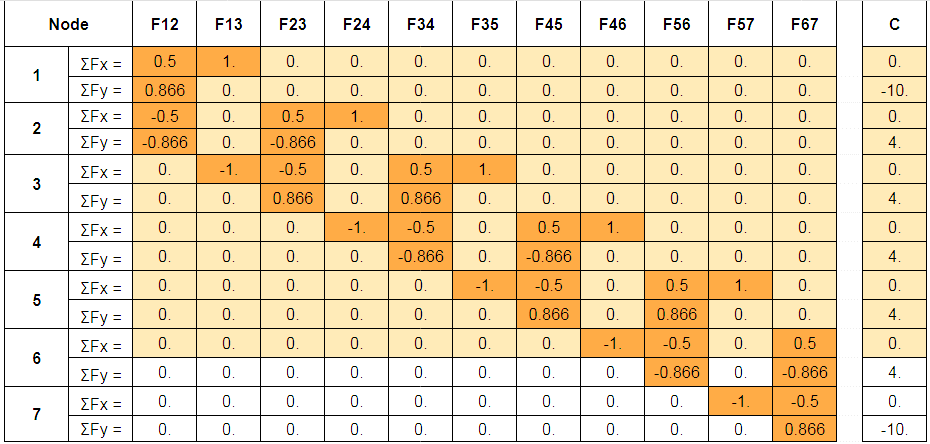 Node F12 F13 F23 F24 F34 F35 F45 F46 F56 F57 F67 C
1 ΣFx = 0.5 1. 0. 0. 0. 0. 0. 0. 0. 0. 0. 0.
ΣFy = 0.866 0. 0. 0. 0. 0. 0. 0. 0. 0. 0. -10.
2 ΣFx = -0.5 0. 0.5 1. 0. 0. 0. 0. 0. 0. 0. 0.
ΣFy = -0.866 0. -0.866 0. 0. 0. 0. 0. 0. 0. 0. 4.
3 ΣFx = 0. -1. -0.5 0. 0.5 1. 0. 0. 0. 0. 0. 0.
ΣFy = 0. 0. 0.866 0. 0.866 0. 0. 0. 0. 0. 0. 4.
4 ΣFx = 0. 0. 0. -1. -0.5 0. 0.5 1. 0. 0. 0. 0.
ΣFy = 0. 0. 0. 0. -0.866 0. -0.866 0. 0. 0. 0. 4.
5 ΣFx = 0. 0. 0. 0. 0. -1. -0.5 0. 0.5 1. 0. 0.
ΣFy = 0. 0. 0. 0. 0. 0. 0.866 0. 0.866 0. 0. 4.
6 ΣFx = 0. 0. 0. 0. 0. 0. 0. -1. -0.5 0. 0.5 0.
ΣFy = 0. 0. 0. 0. 0. 0. 0. 0. -0.866 0. -0.866 4.
7 ΣFx = 0. 0. 0. 0. 0. 0. 0. 0. 0. -1. -0.5 0.
ΣFy = 0. 0. 0. 0. 0. 0. 0. 0. 0. 0. 0.866 -10.